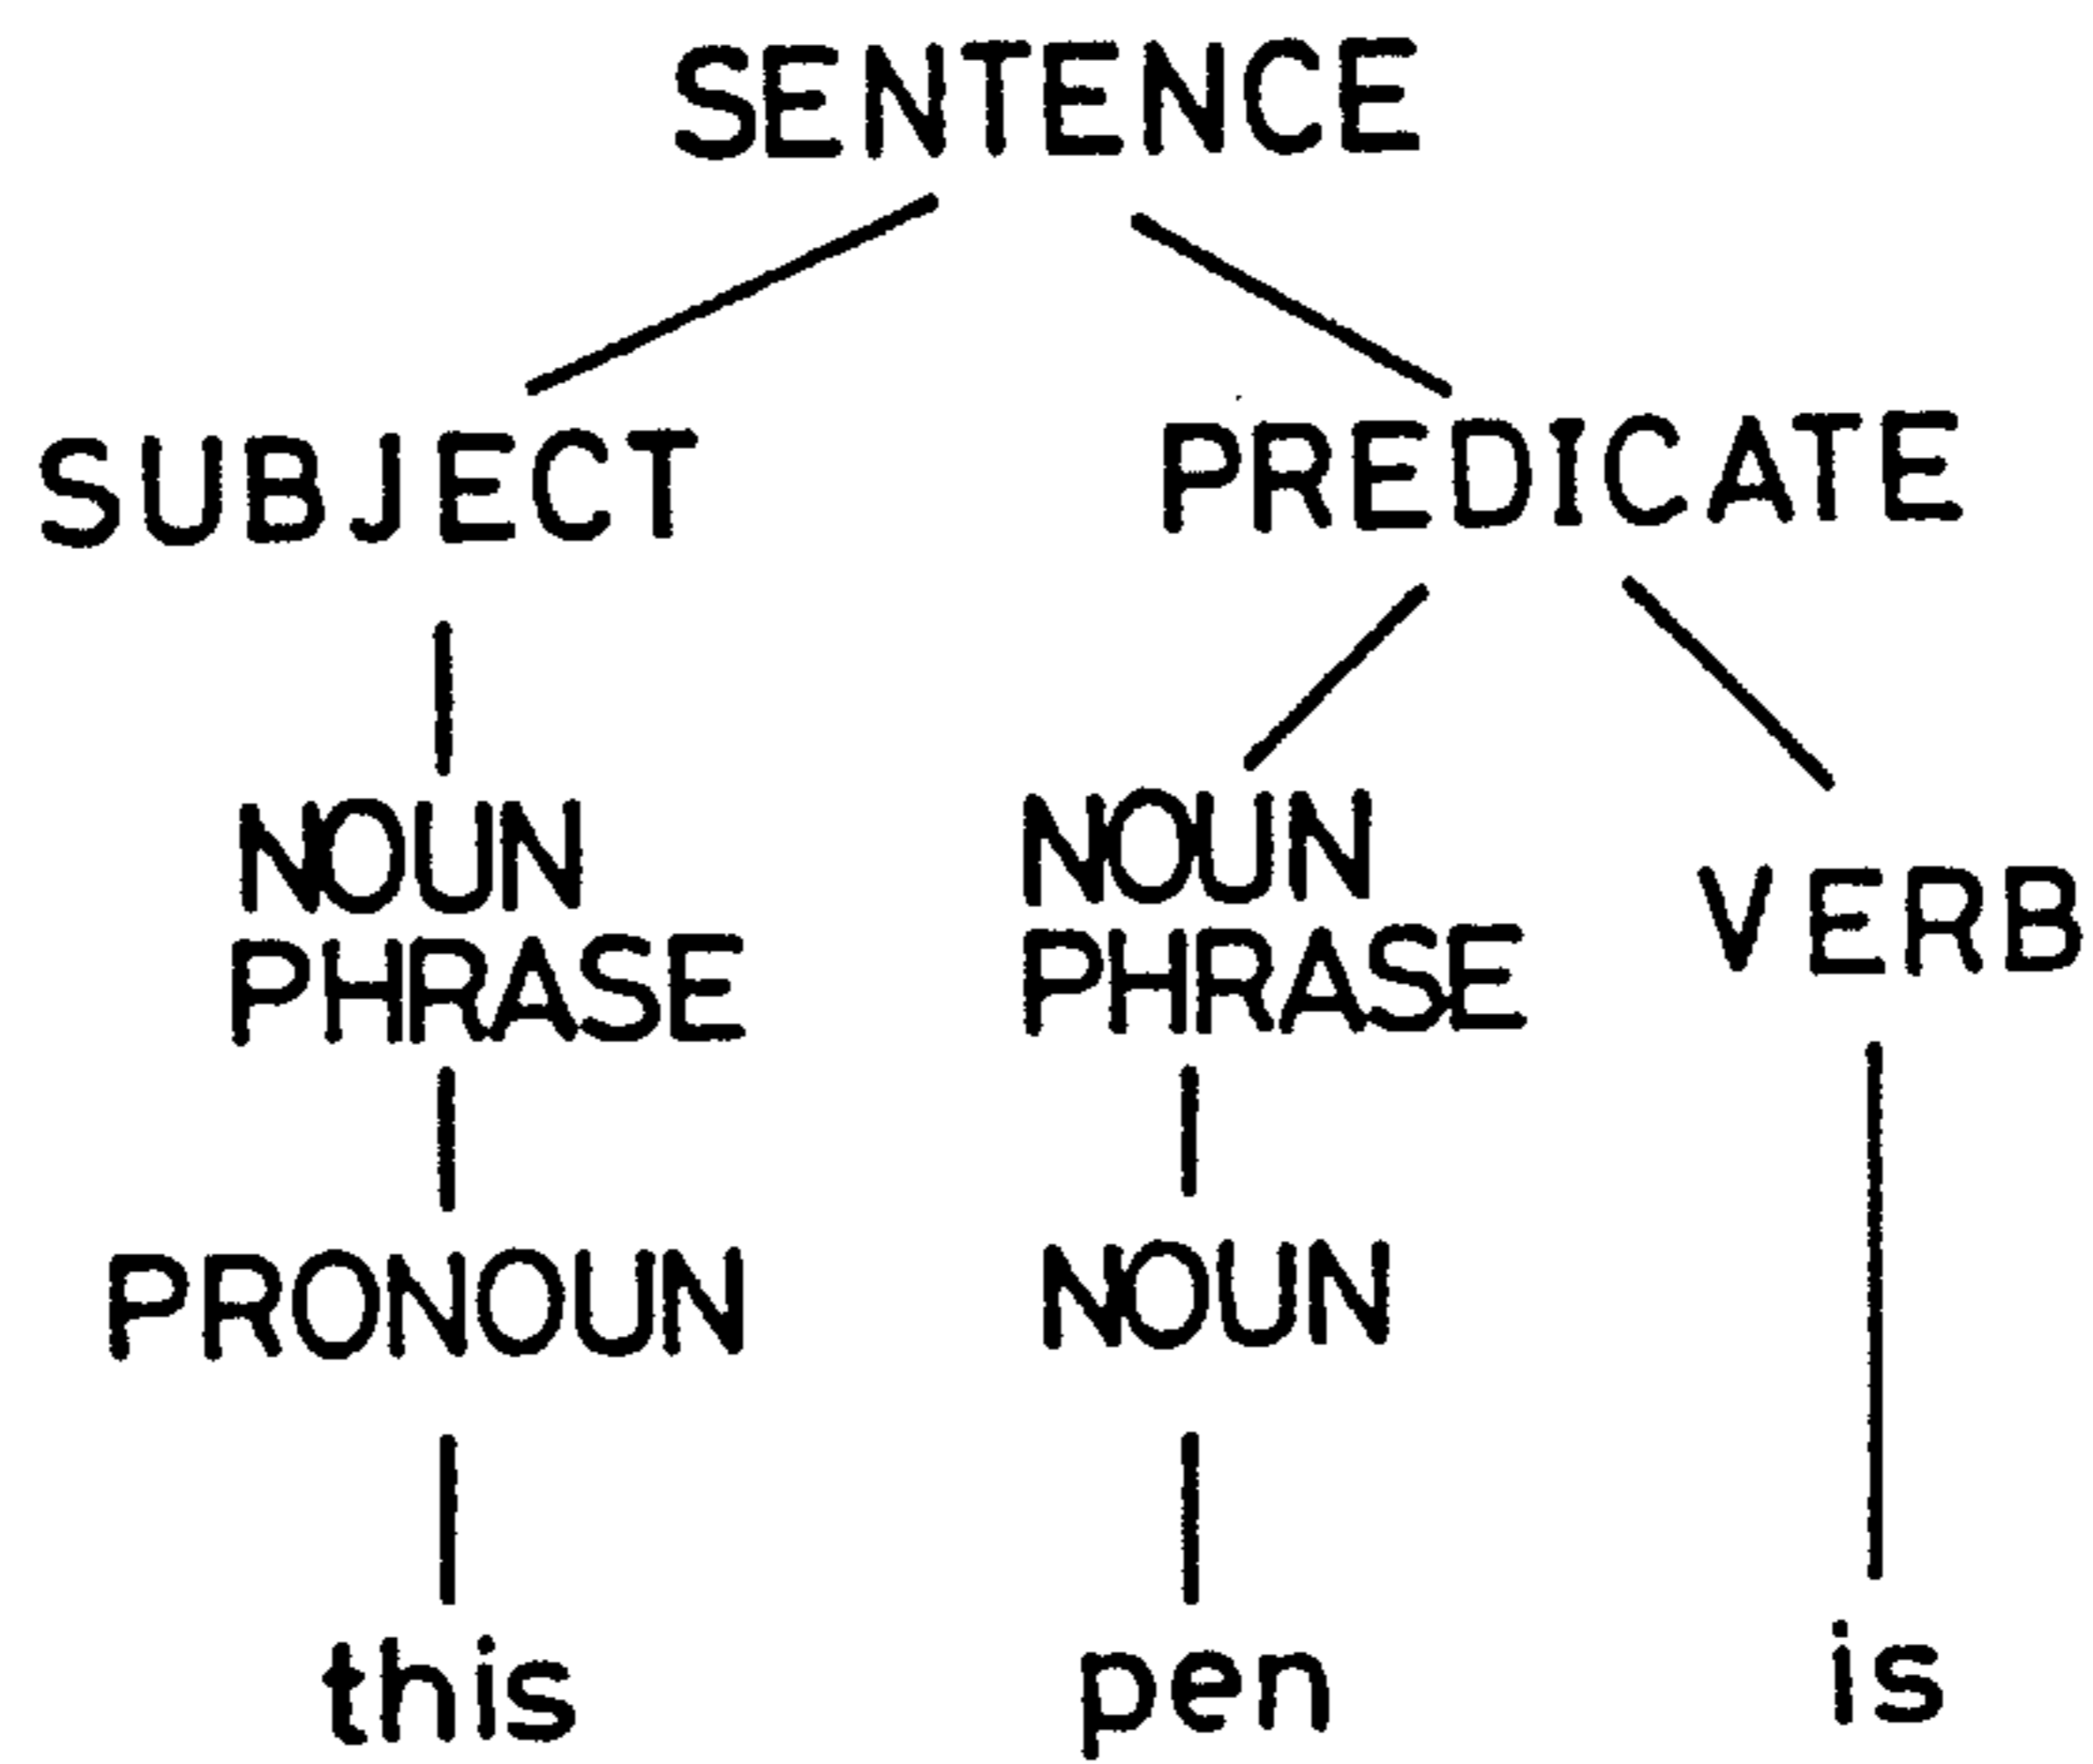 SENTENCE
SUBJECT PREDICATE
NOUN PHRASE NOUN PHRASE VERB
PRONOUN NOUN
this pen is